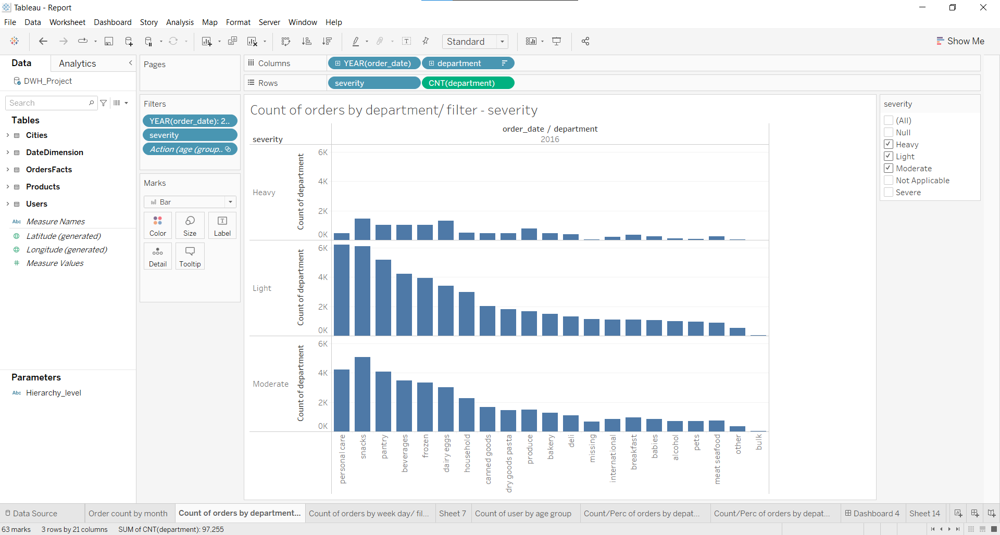 Tableau - Report
File Data Worksheet Dashboard Story Analysis Map Format Server Window Help
Standard
Show Me
Data Analytics
DWH_Project
Search
Tables
Cities
DateDimension
OrdersFacts
Products
Users
Abc Measure Names
Latitude (generated)
Longitude (generated)
# Measure Values
Parameters
Abc Hierarchy_level
Pages
Filters
YEAR(order_date): 2..
severity
Action (age (group..
Marks
Bar
Color Size Label
Detail Tooltip
Columns YEAR(order_date) department
Rows severity CNT(department)
Count of orders by department/ filter - severity
order_date / department
severity 2016
Heavy
Count of department
6K
4K
2K
0K
Light
Count of department
6K
4K
2K
0K
Moderate
Count of department
6K
4K
2K
0K
personal care
snacks
pantry
beverages
frozen
dairy eggs
household
canned goods
dry goods pasta
produce
bakery
deli
missing
international
breakfast
babies
alcohol
pets
meat seafood
other
bulk
severity
(All)
Null
Heavy
Light
Moderate
Not Applicable
Severe
Data Source Order count by month Count of orders by department... Count of orders by week day/ fil... Sheet 7 Count of user by age group Count/Perc of orders by depat... Count/Perc of orders by depat... Dashboard 4 Sheet 14
63 marks 3 rows by 21 columns SUM of CNT(department): 97,255